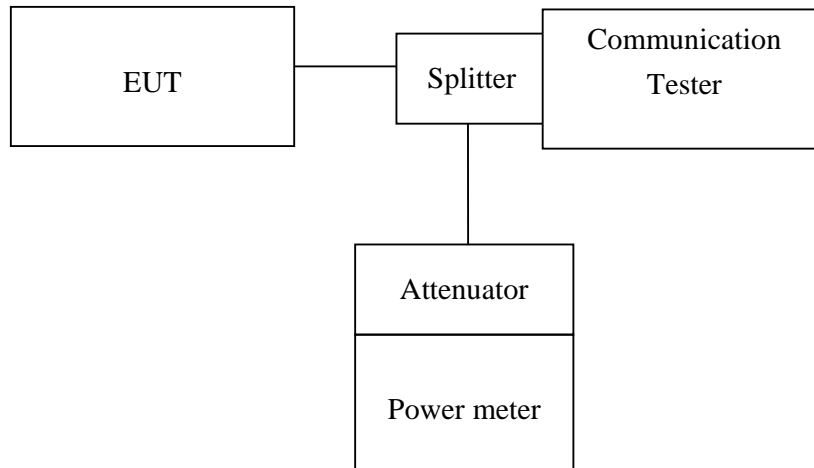 EUT
Splitter
Communication
Tester
Attenuator
Power meter